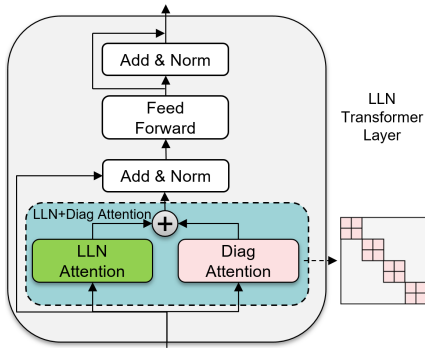 Add & Norm
Feed
Forward
LLN
Transformer
Layer
Add & Norm
LLN+Diag Attention
+
LLN
Attention
Diag
Attention